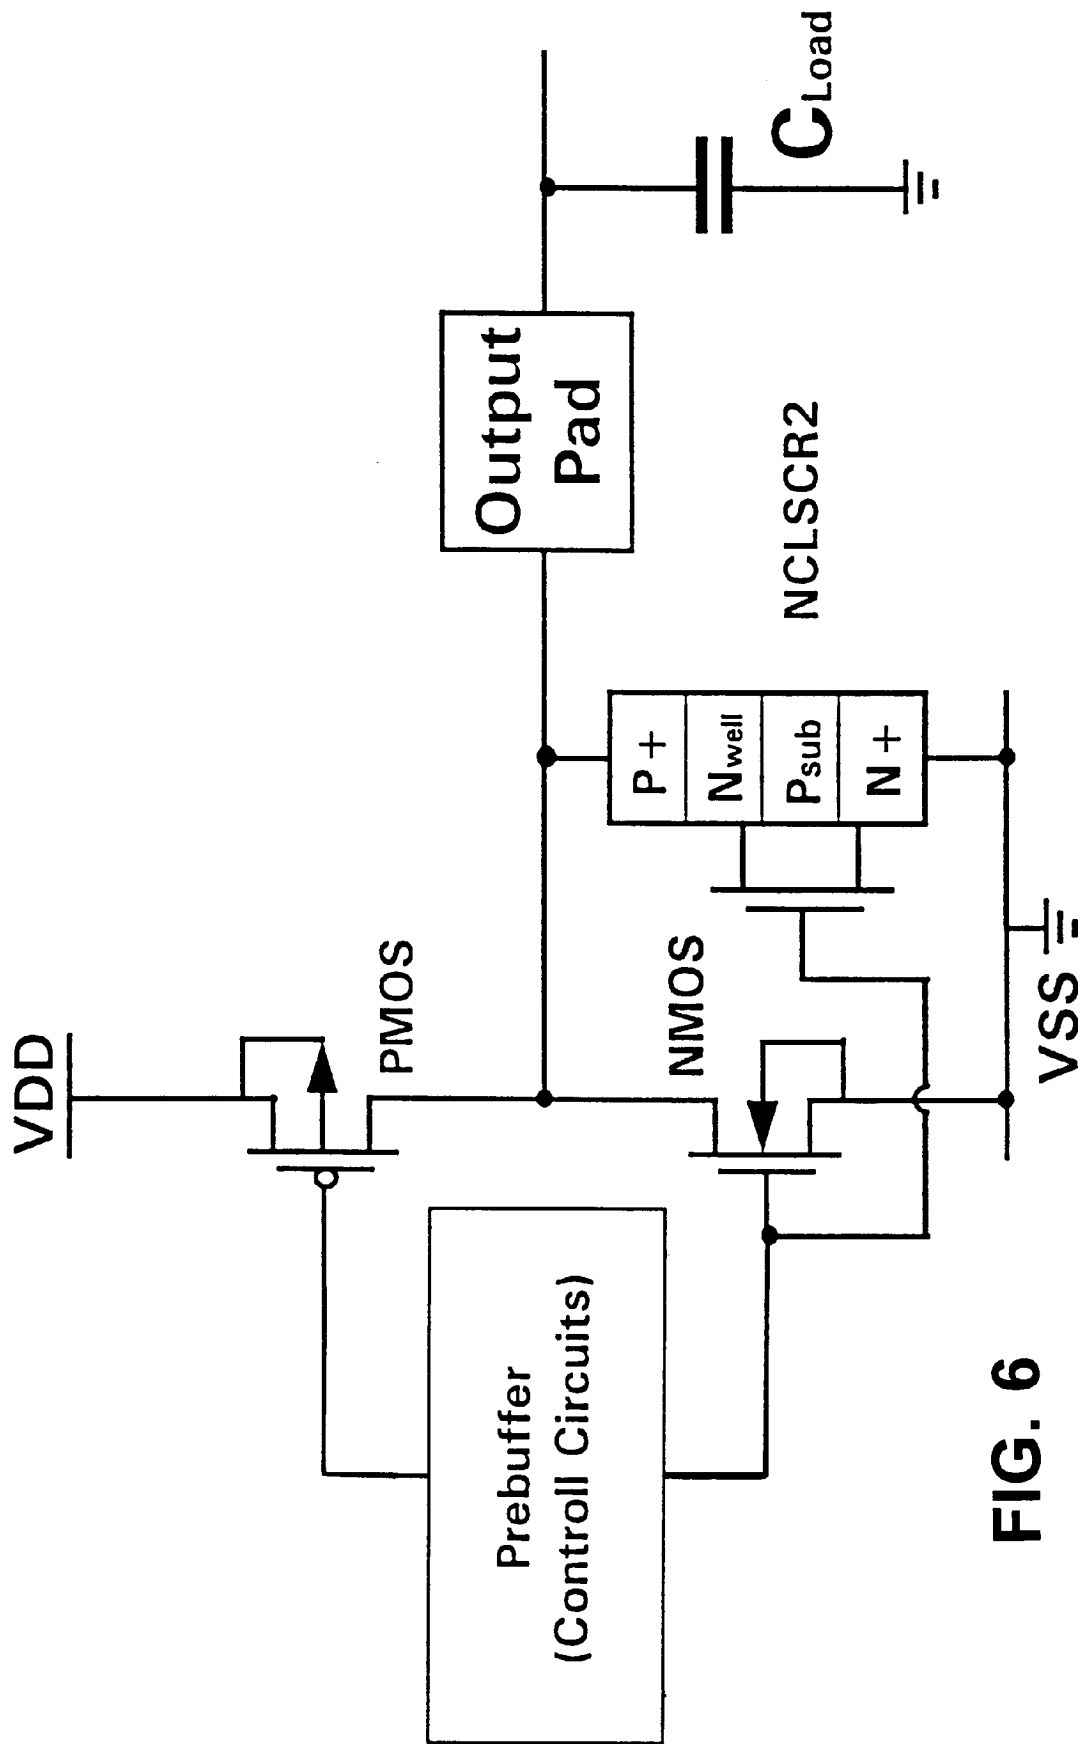 VDD
PMOS
Output
Pad
CLoad
Prebuffer
(Controll Circuits)
NMOS
P+
Nwell
Psub
N+
NCLSCR2
VSS
FIG. 6